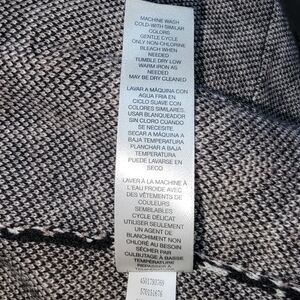 MACHINE WASH
COLD-WITH SIMILAR
COLORS
GENTLE CYCLE
ONLY NON-CHLORINE
BLEACH WHEN
NEEDED
TUMBLE DRY LOW
WARM IRON AS
NEEDED
MAY BE DRY CLEANED
LAVAR A MÁQUINA CON
AGUA FRIA EN
CICLO SUAVE CON
COLORES SIMILARES.
USAR BLANQUEADOR
SIN CLORO CUANDO
SE NECESITE.
SECAR A MÁQUINA A
BAJA TEMPERATURA
PLANCHAR A BAJA
TEMPERATURA
PUEDE LAVARSE EN
SECO
LAVER À LA MACHINE À
L'EAU FROIDE AVEC
DES VÊTEMENTS DE
COULEURS
SEMBLABLES
CYCLE DÉLICAT
UTILISER SEULEMENT
UN AGENT DE
BLANCHIMENT NON
CHLORÉ AU BESOIN
SÉCHER PAR
CULBUTAGE À BASSE
TEMPÉRATURE